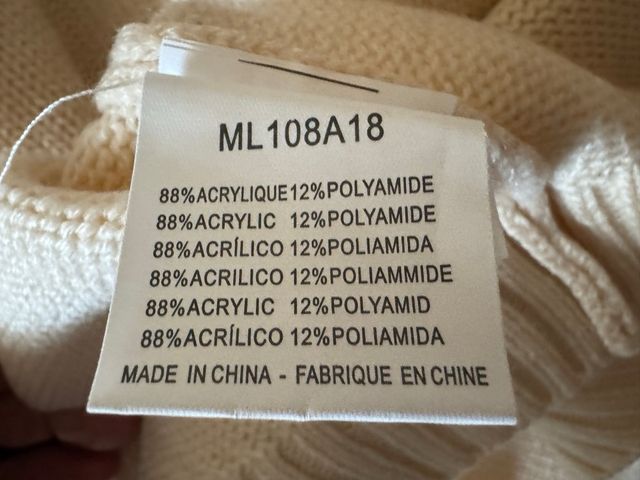 ML108A18
88%ACRYLIQUE 12%POLYAMIDE
88%ACRYLIC 12%POLYAMIDE
88%ACRÍLICO 12%POLIAMIDA
88%ACRILICO 12%POLIAMMIDE
88%ACRYLIC 12%POLYAMID
88%ACRÍLICO 12%POLIAMIDA
MADE IN CHINA - FABRIQUE EN CHINE